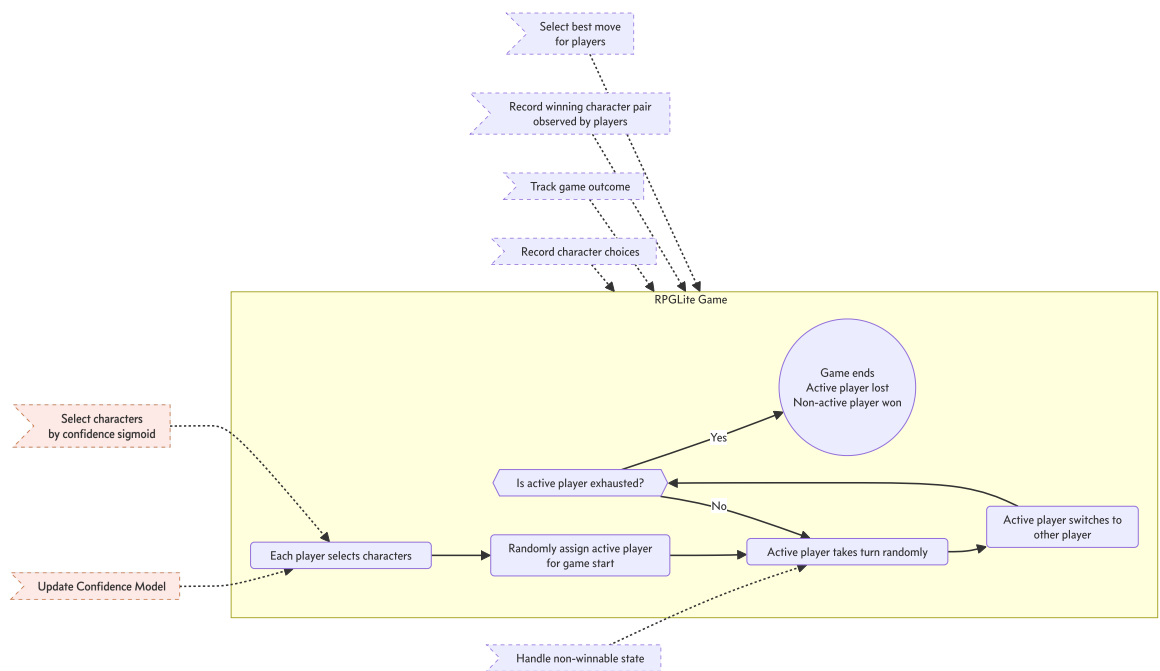 Select best move
for players
Record winning character pair
observed by players
Track game outcome
Record character choices
RPGLite Game
Game ends
Active player lost
Non-active player won
Select characters
by confidence sigmoid
Yes
Is active player exhausted?
No
Active player switches to
other player
Each player selects characters
Randomly assign active player
for game start
Active player takes turn randomly
Update Confidence Model
Handle non-winnable state